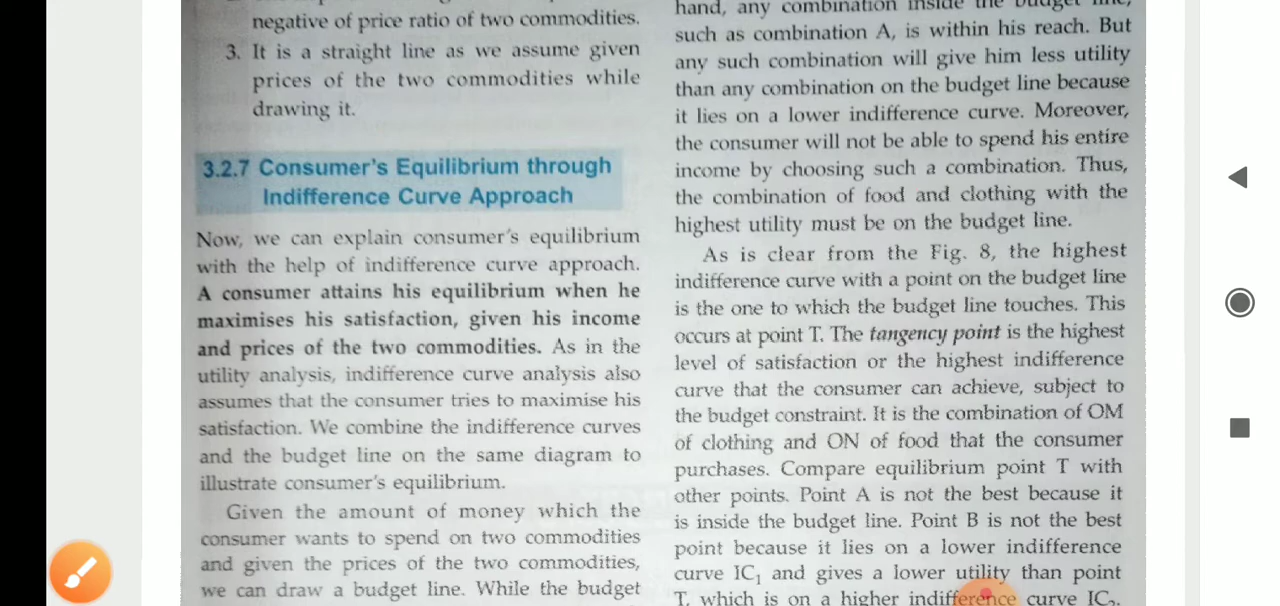 negative of price ratio of two commodities.
3. It is a straight line as we assume given
prices of the two commodities while
drawing it.
3.2.7 Consumer's Equilibrium through
Indifference Curve Approach
Now, we can explain consumer's equilibrium
with the help of indifference curve approach.
A consumer attains his equilibrium when he
maximises his satisfaction, given his income
and prices of the two commodities. As in the
utility analysis, indifference curve analysis also
assumes that the consumer tries to maximise his
satisfaction. We combine the indifference curves
and the budget line on the same diagram to
illustrate consumer's equilibrium.
Given the amount of money which the
consumer wants to spend on two commodities
and given the prices of the two commodities,
we can draw a budget line. While the budget
hand, any combination inside the budget line,
such as combination A, is within his reach. But
any such combination will give him less utility
than any combination on the budget line because
it lies on a lower indifference curve. Moreover,
the consumer will not be able to spend his entire
income by choosing such a combination. Thus,
the combination of food and clothing with the
highest utility must be on the budget line.
As is clear from the Fig. 8, the highest
indifference curve with a point on the budget line
is the one to which the budget line touches. This
occurs at point T. The tangency point is the highest
level of satisfaction or the highest indifference
curve that the consumer can achieve, subject to
the budget constraint. It is the combination of OM
of clothing and ON of food that the consumer
purchases. Compare equilibrium point T with
other points. Point A is not the best because it
is inside the budget line. Point B is not the best
point because it lies on a lower indifference
curve IC₁ and gives a lower utility than point
T, which is on a higher indifference curve IC₂.